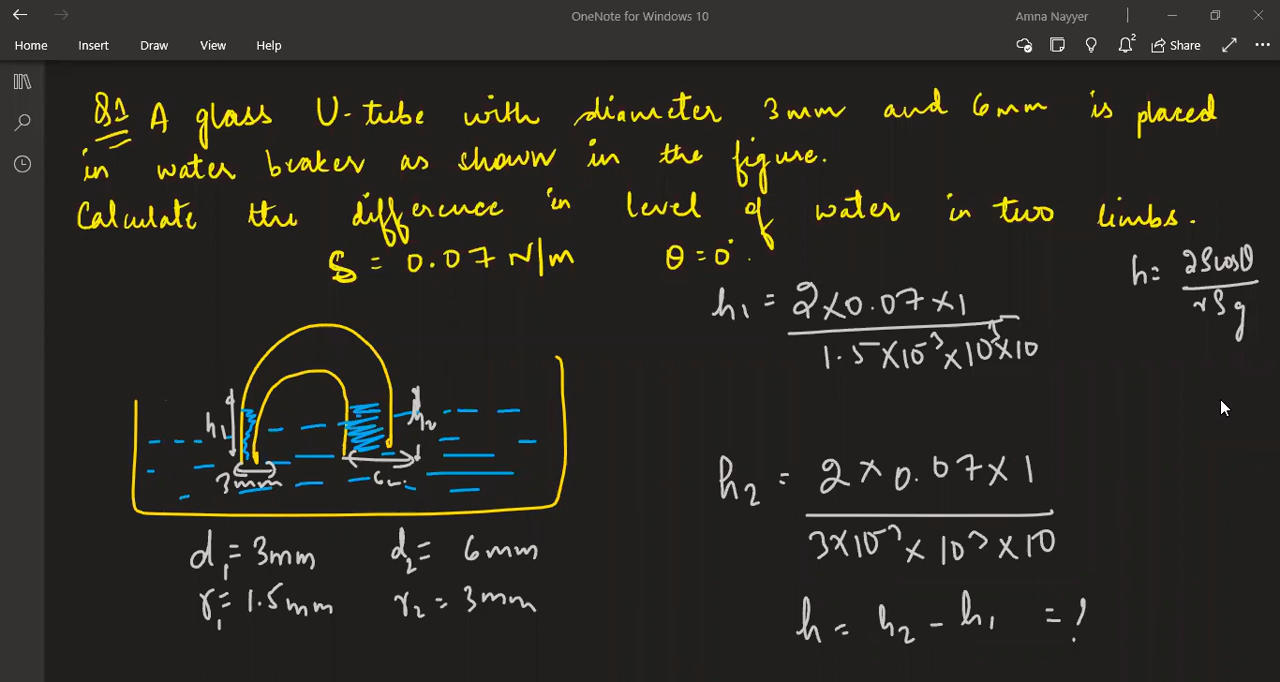 OneNote for Windows 10
Amna Nayyer
Home Insert Draw View Help
2
Share
Q1 A glass U-tube with diameter 3mm and 6mm is placed
in water braker as shown in the figure.
Calculate the difference in level of water in two limbs.
S = 0.07 N/m θ = 0°.
h = 2Scosθ / rρg
h₁ = 2×0.07×1 / 1.5×10⁻³×10³×10
h₁
h₂
3mm
h₂ = 2×0.07×1 / 3×10⁻³×10³×10
d₁ = 3mm d₂ = 6mm
r₁ = 1.5mm r₂ = 3mm
h = h₂ - h₁ = ?